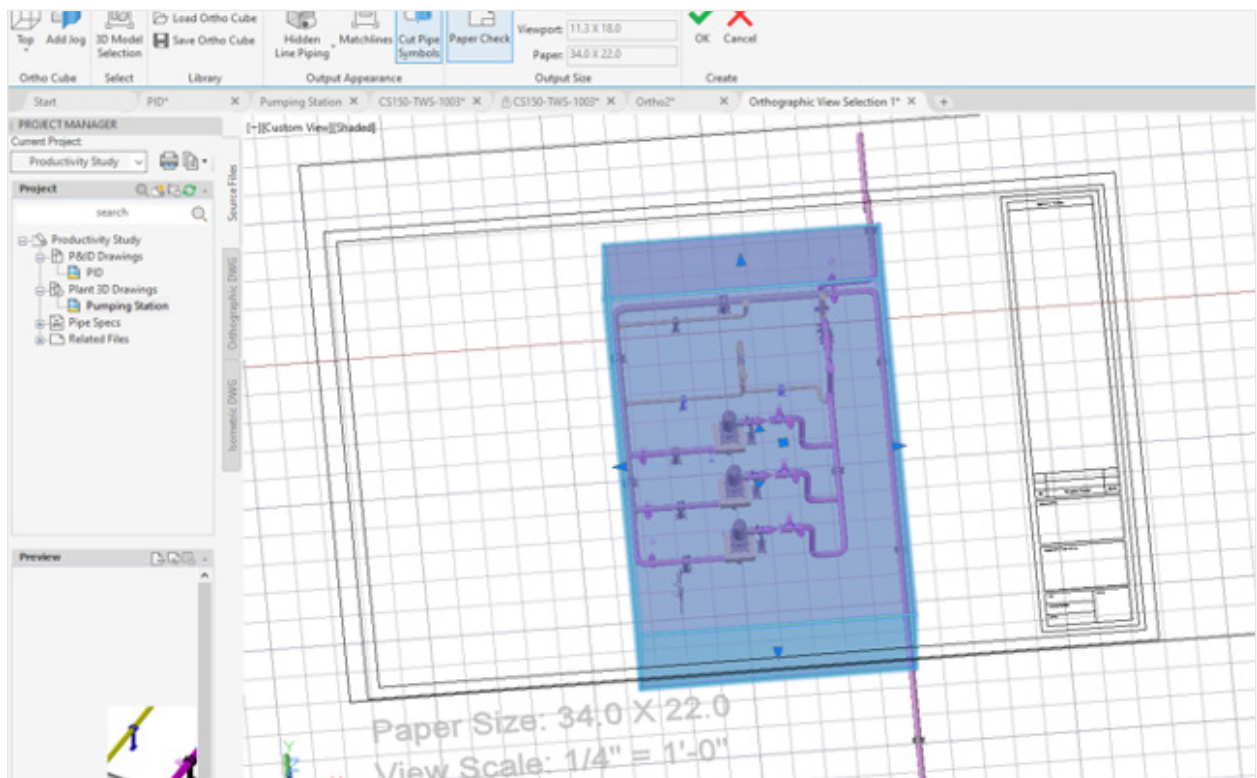 Top
Add Jog
3D Model
Selection
Load Ortho Cube
Save Ortho Cube
Hidden
Line Piping
Matchlines
Cut Pipe
Symbols
Paper Check
Viewport: 11.3 X 18.0
Paper: 34.0 X 22.0
OK
Cancel
Ortho Cube
Select
Library
Output Appearance
Output Size
Create
Start
PID*
Pumping Station
CS150-TWS-1003*
CS150-TWS-1003*
Ortho2*
Orthographic View Selection 1*
PROJECT MANAGER
Current Project:
Productivity Study
Project
search
Productivity Study
P&ID Drawings
PID
Plant 3D Drawings
Pumping Station
Pipe Specs
Related Files
Source Files
Orthographic DWG
Isometric DWG
Preview
[-][Custom View][Shaded]
Paper Size: 34.0 X 22.0
View Scale: 1/4" = 1'-0"
Y